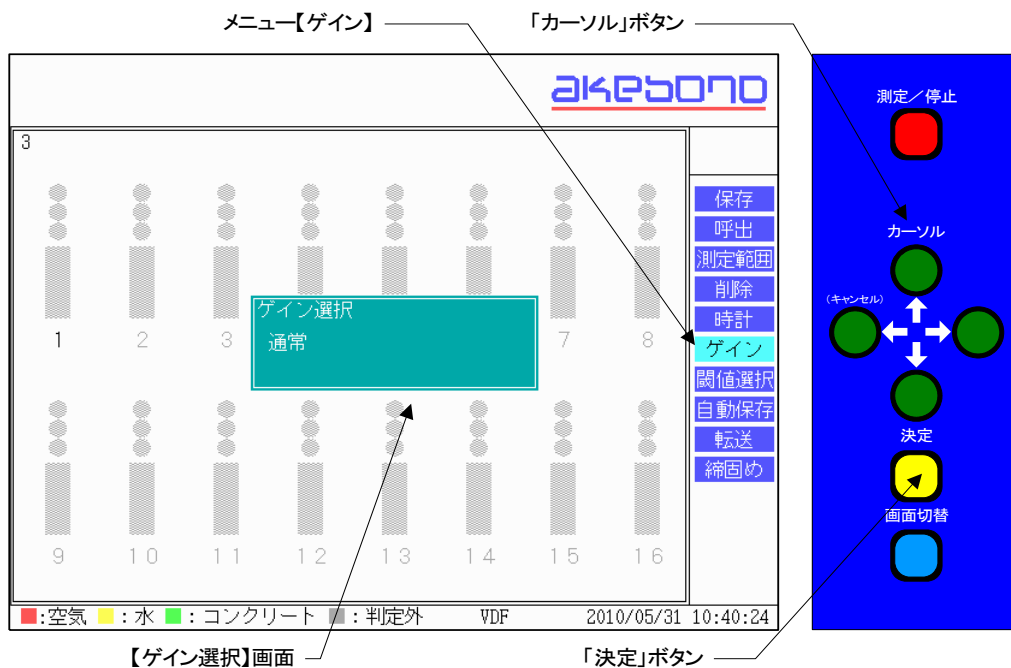 メニュー【ゲイン】
「カーソル」ボタン
akebono
3
1 2 3 7 8
9 10 11 12 13 14 15 16
ゲイン選択
通常
保存
呼出
測定範囲
削除
時計
ゲイン
閾値選択
自動保存
転送
締固め
■:空気 ■:水 ■:コンクリート ■:判定外 VDF 2010/05/31 10:40:24
測定／停止
カーソル
(キャンセル)
決定
画面切替
【ゲイン選択】画面
「決定」ボタン